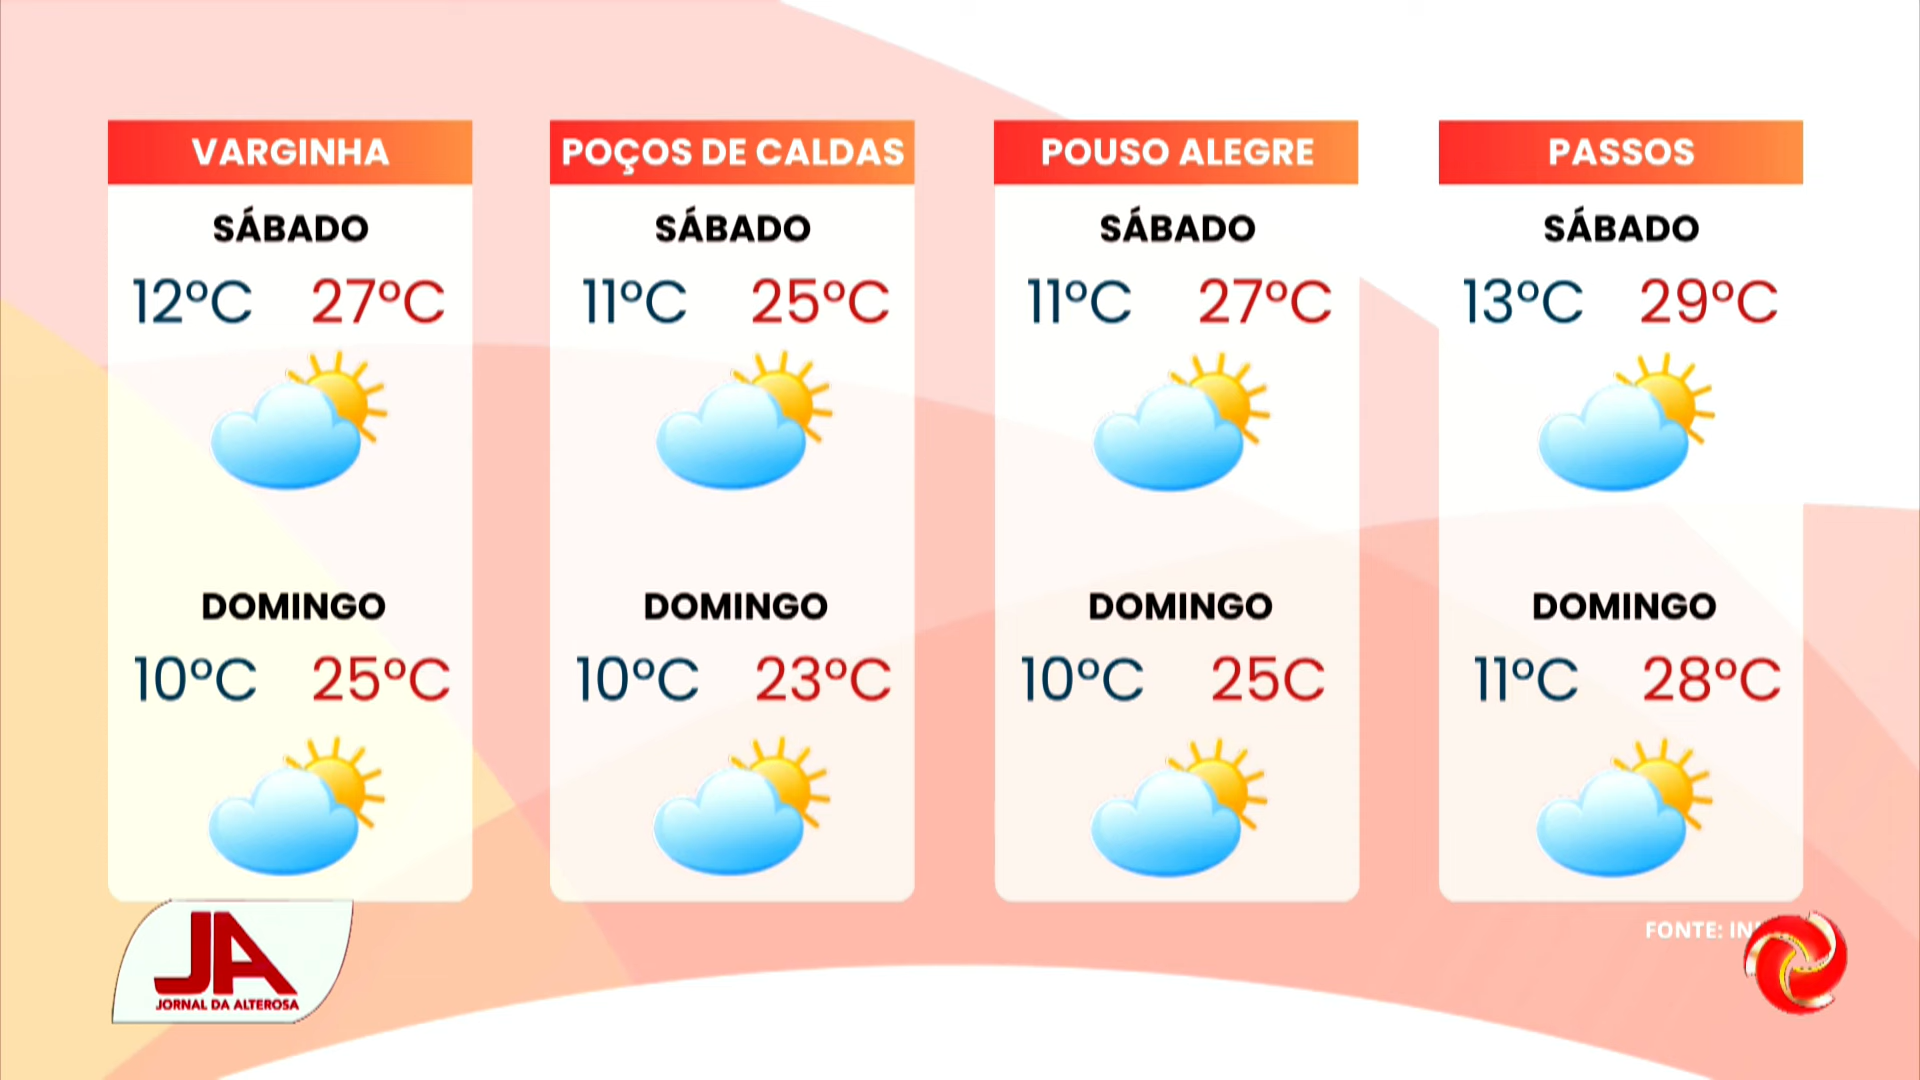 VARGINHA
SÁBADO
12°C 27°C
DOMINGO
10°C 25°C
POÇOS DE CALDAS
SÁBADO
11°C 25°C
DOMINGO
10°C 23°C
POUSO ALEGRE
SÁBADO
11°C 27°C
DOMINGO
10°C 25C
PASSOS
SÁBADO
13°C 29°C
DOMINGO
11°C 28°C
JA
JORNAL DA ALTEROSA
FONTE: